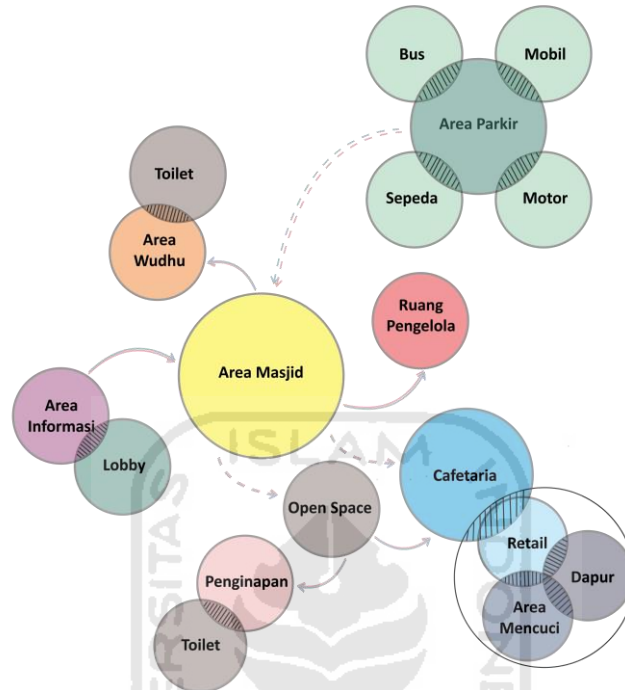 Bus
Mobil
Area Parkir
Sepeda
Motor
Toilet
Area
Wudhu
Ruang
Pengelola
Area Masjid
Area
Informasi
Lobby
Cafetaria
Open Space
Retail
Dapur
Penginapan
Area
Mencuci
Toilet
ISLAM